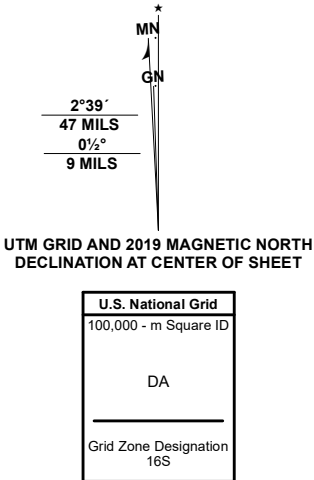 MN
GN
2°39´
47 MILS
0½°
9 MILS
UTM GRID AND 2019 MAGNETIC NORTH
DECLINATION AT CENTER OF SHEET
U.S. National Grid
100,000 - m Square ID
DA
Grid Zone Designation
16S